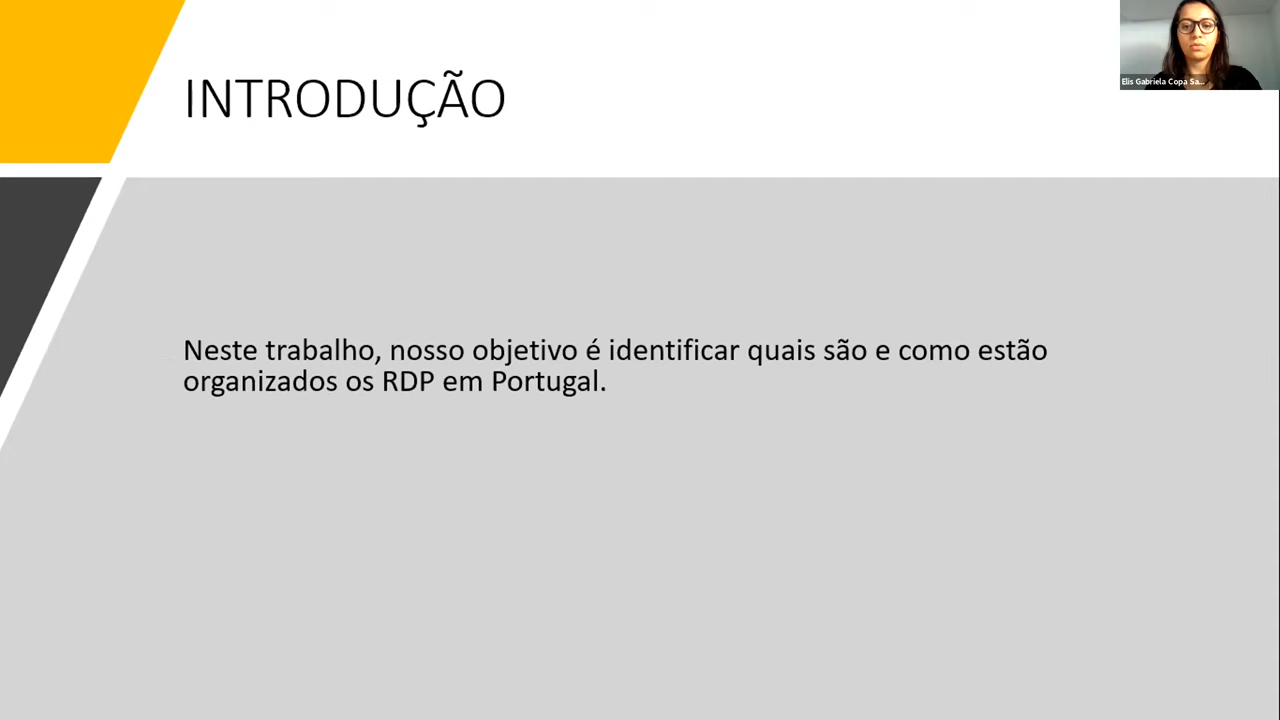 INTRODUÇÃO
Elis Gabriela Copa Sa...
Neste trabalho, nosso objetivo é identificar quais são e como estão
organizados os RDP em Portugal.